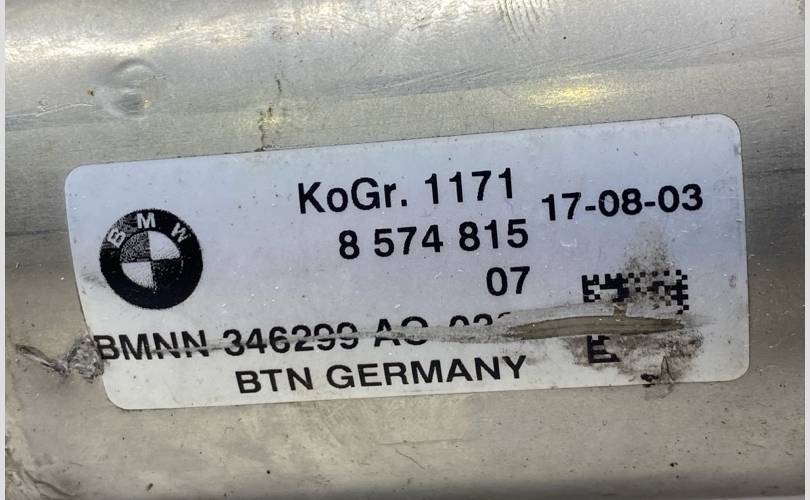 KoGr. 1171
17-08-03
8 574 815
07
BMW
BMNN 346299
BTN GERMANY